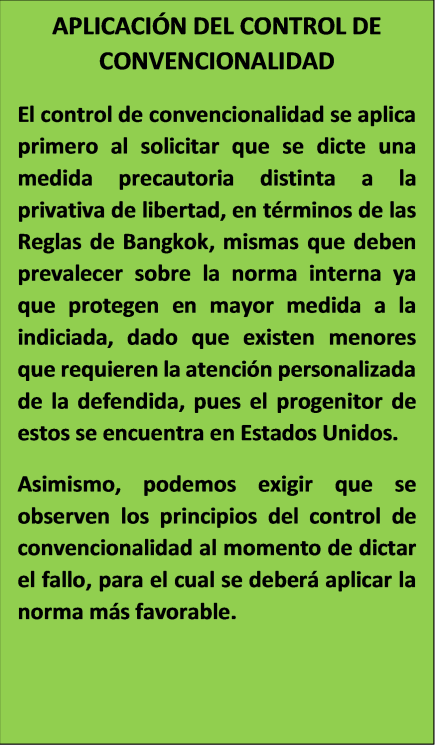 APLICACIÓN DEL CONTROL DE
CONVENCIONALIDAD
El control de convencionalidad se aplica
primero al solicitar que se dicte una
medida precautoria distinta a la
privativa de libertad, en términos de las
Reglas de Bangkok, mismas que deben
prevalecer sobre la norma interna ya
que protegen en mayor medida a la
indiciada, dado que existen menores
que requieren la atención personalizada
de la defendida, pues el progenitor de
estos se encuentra en Estados Unidos.
Asimismo, podemos exigir que se
observen los principios del control de
convencionalidad al momento de dictar
el fallo, para el cual se deberá aplicar la
norma más favorable.